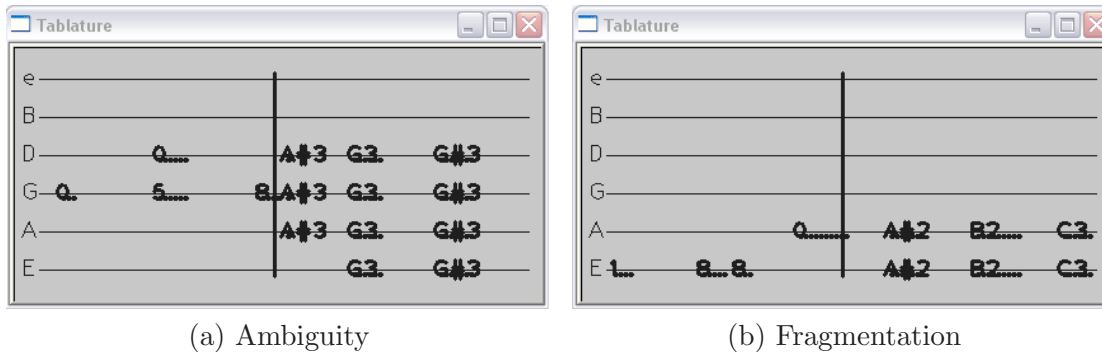 Tablature
e
B
D 0..... A#3 G3. G#.3
G 0.. 5..... 8..A#3 G3. G#.3
A A#3 G3. G#.3
E G3. G#.3
(a) Ambiguity
Tablature
e
B
D
G
A 0......... A#2 B2..... C3.
E 1... 8... 8.. A#2 B2..... C3.
(b) Fragmentation